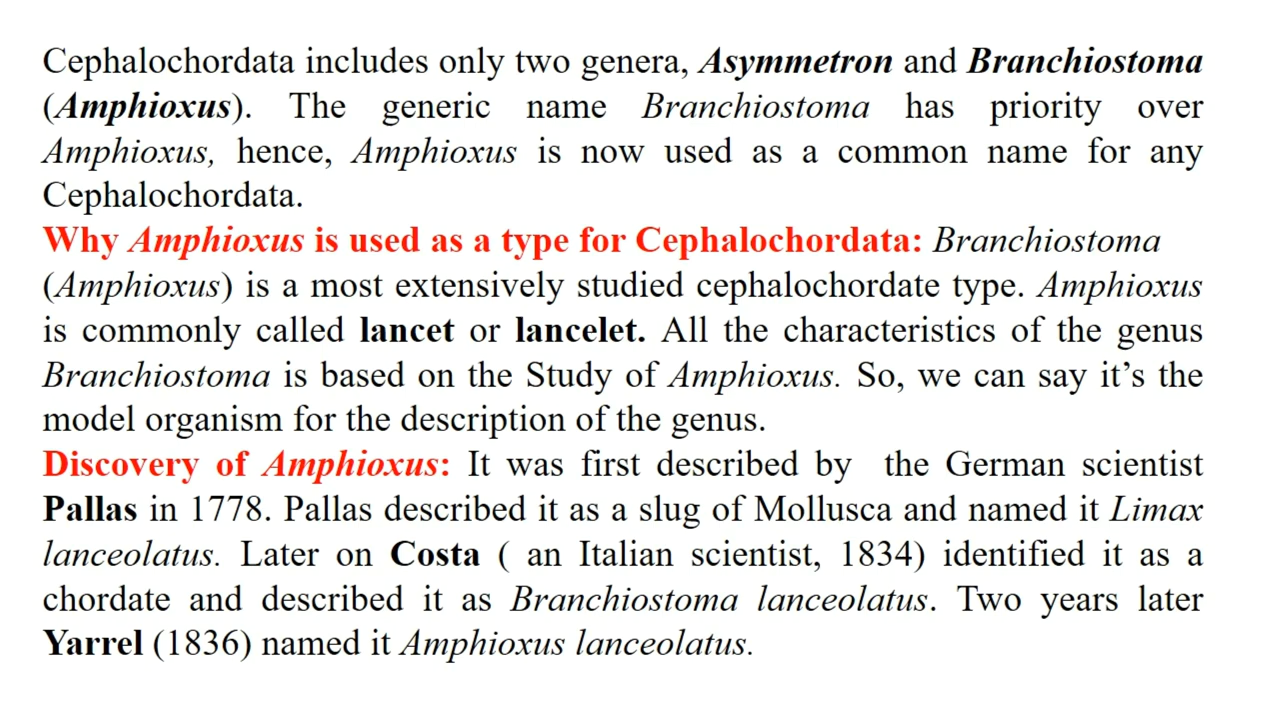 Cephalochordata includes only two genera, Asymmetron and Branchiostoma
(Amphioxus). The generic name Branchiostoma has priority over
Amphioxus, hence, Amphioxus is now used as a common name for any
Cephalochordata.
Why Amphioxus is used as a type for Cephalochordata: Branchiostoma
(Amphioxus) is a most extensively studied cephalochordate type. Amphioxus
is commonly called lancet or lancelet. All the characteristics of the genus
Branchiostoma is based on the Study of Amphioxus. So, we can say it’s the
model organism for the description of the genus.
Discovery of Amphioxus: It was first described by the German scientist
Pallas in 1778. Pallas described it as a slug of Mollusca and named it Limax
lanceolatus. Later on Costa ( an Italian scientist, 1834) identified it as a
chordate and described it as Branchiostoma lanceolatus. Two years later
Yarrel (1836) named it Amphioxus lanceolatus.